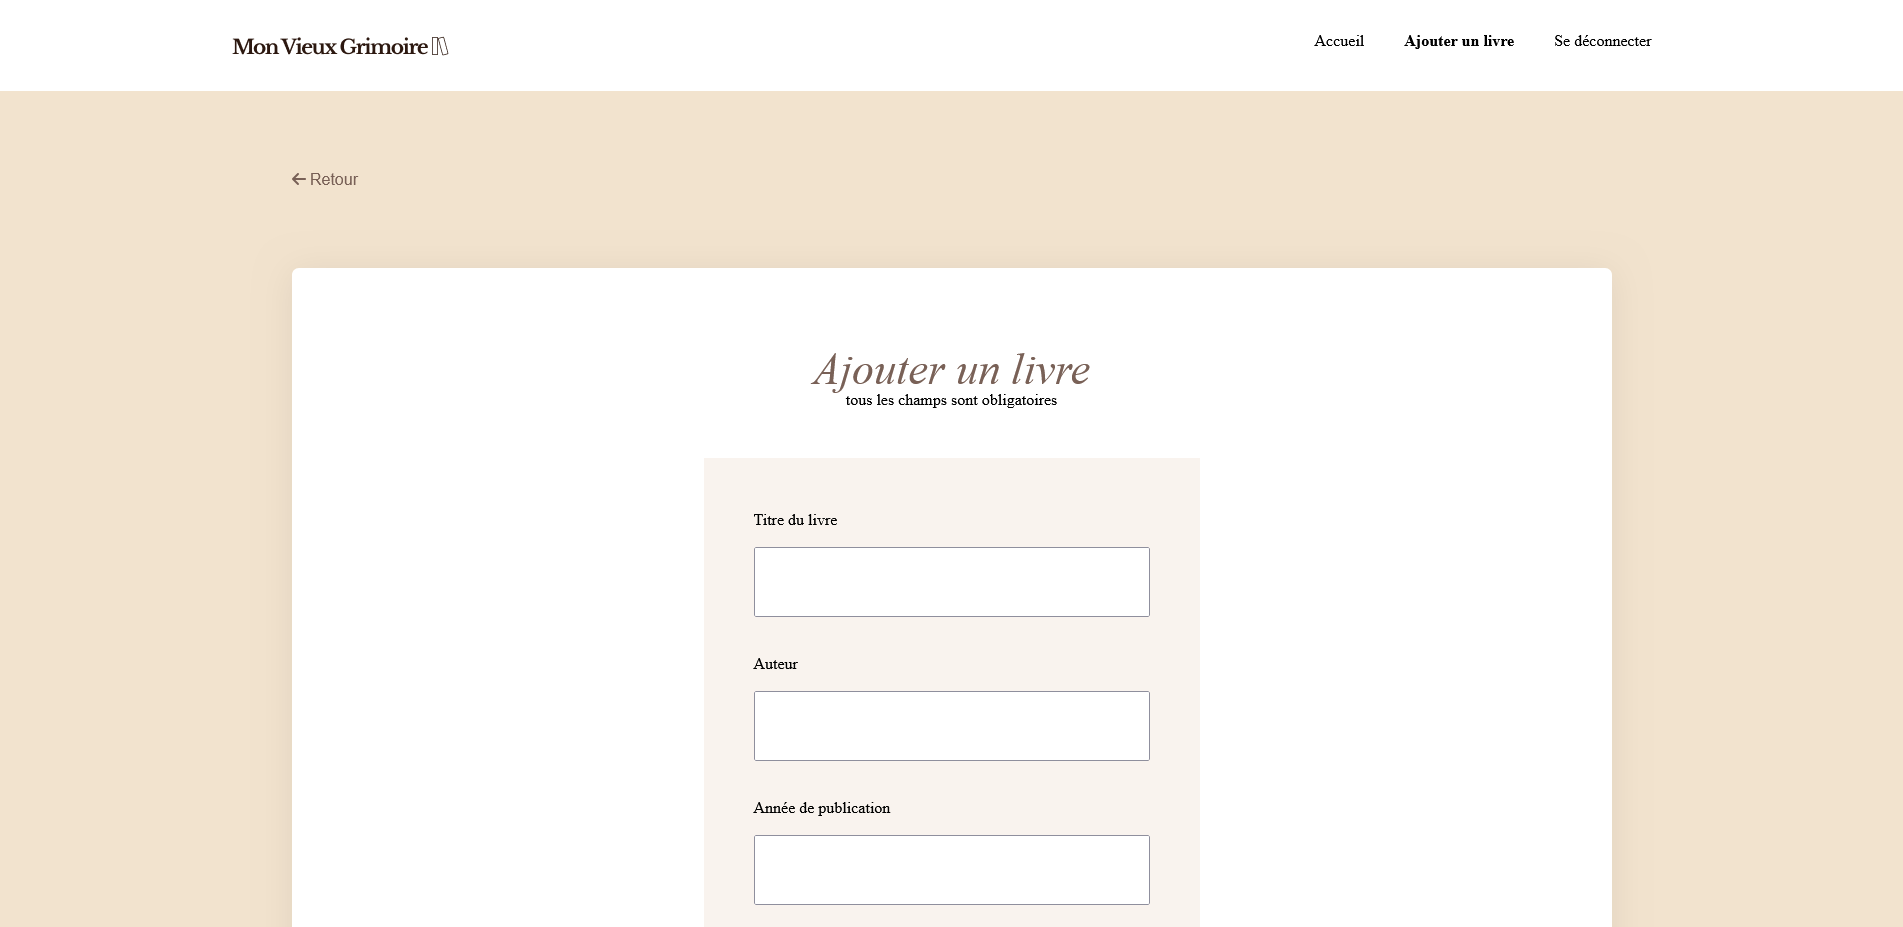 Mon Vieux Grimoire
Accueil
Ajouter un livre
Se déconnecter
Retour
Ajouter un livre
tous les champs sont obligatoires
Titre du livre
Auteur
Année de publication